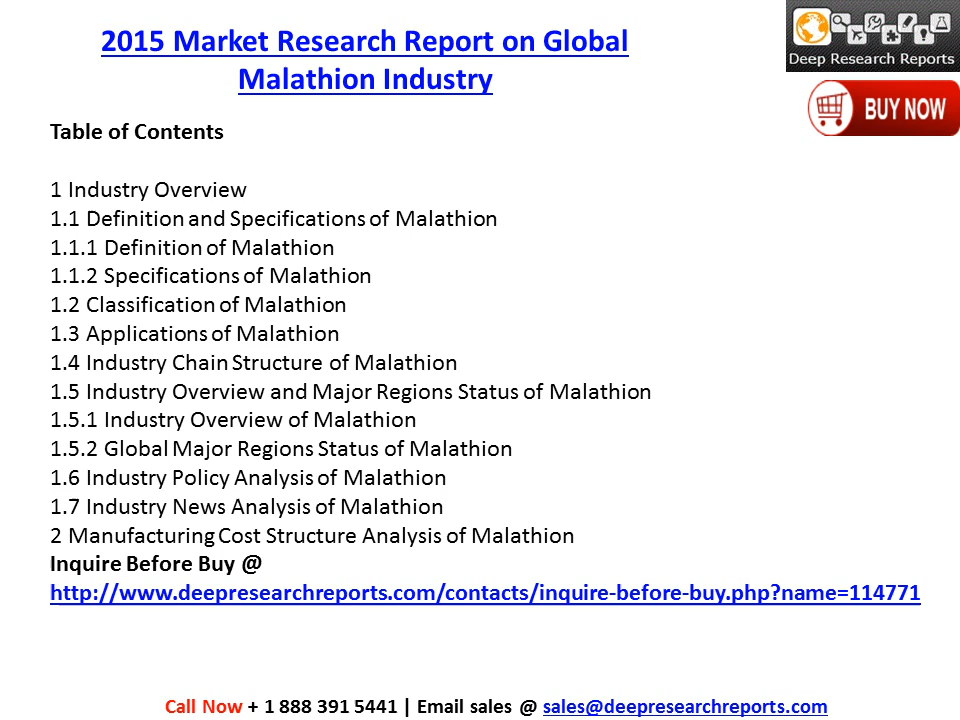 2015 Market Research Report on Global
Malathion Industry
Deep Research Reports
BUY NOW
Table of Contents
1 Industry Overview
1.1 Definition and Specifications of Malathion
1.1.1 Definition of Malathion
1.1.2 Specifications of Malathion
1.2 Classification of Malathion
1.3 Applications of Malathion
1.4 Industry Chain Structure of Malathion
1.5 Industry Overview and Major Regions Status of Malathion
1.5.1 Industry Overview of Malathion
1.5.2 Global Major Regions Status of Malathion
1.6 Industry Policy Analysis of Malathion
1.7 Industry News Analysis of Malathion
2 Manufacturing Cost Structure Analysis of Malathion
Inquire Before Buy @
http://www.deepresearchreports.com/contacts/inquire-before-buy.php?name=114771
Call Now + 1 888 391 5441 | Email sales @ sales@deepresearchreports.com